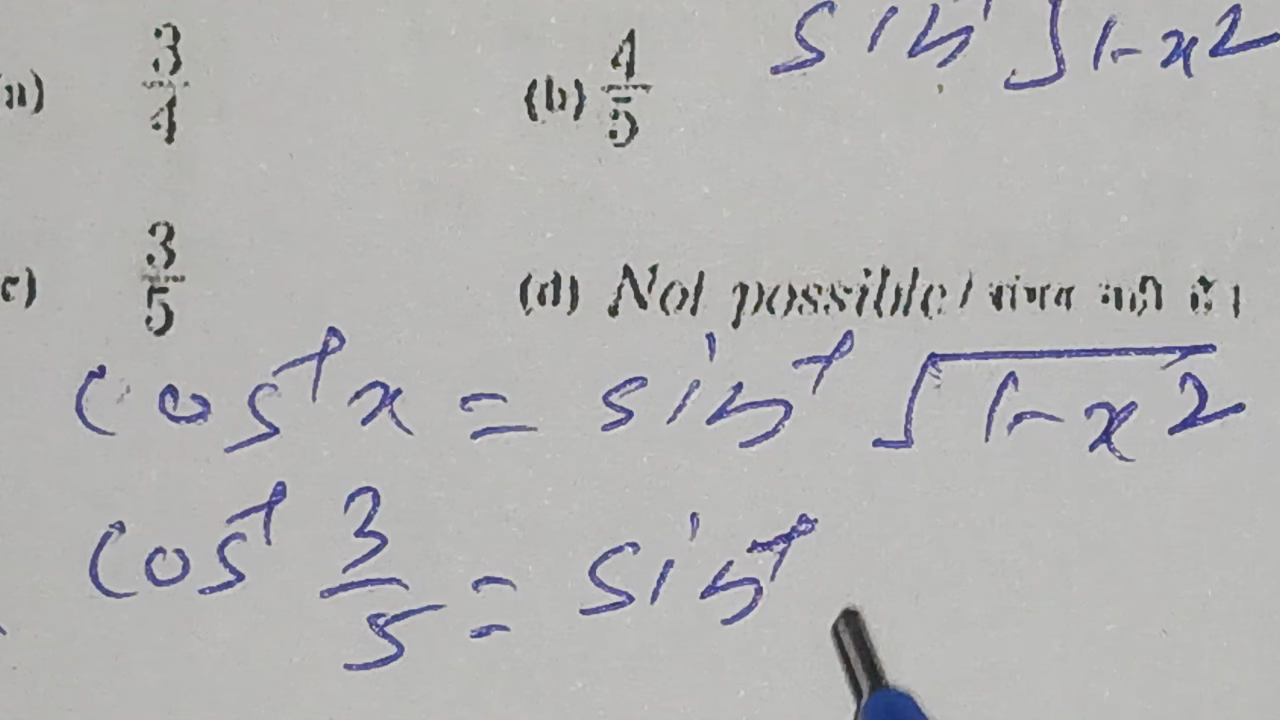 sin⁻¹ √1-x2
3/4 (b) 4/5
3/5 (d) Not possible /
cos⁻¹ x = sin⁻¹ √1-x2
cos⁻¹ 3/5 = sin⁻¹